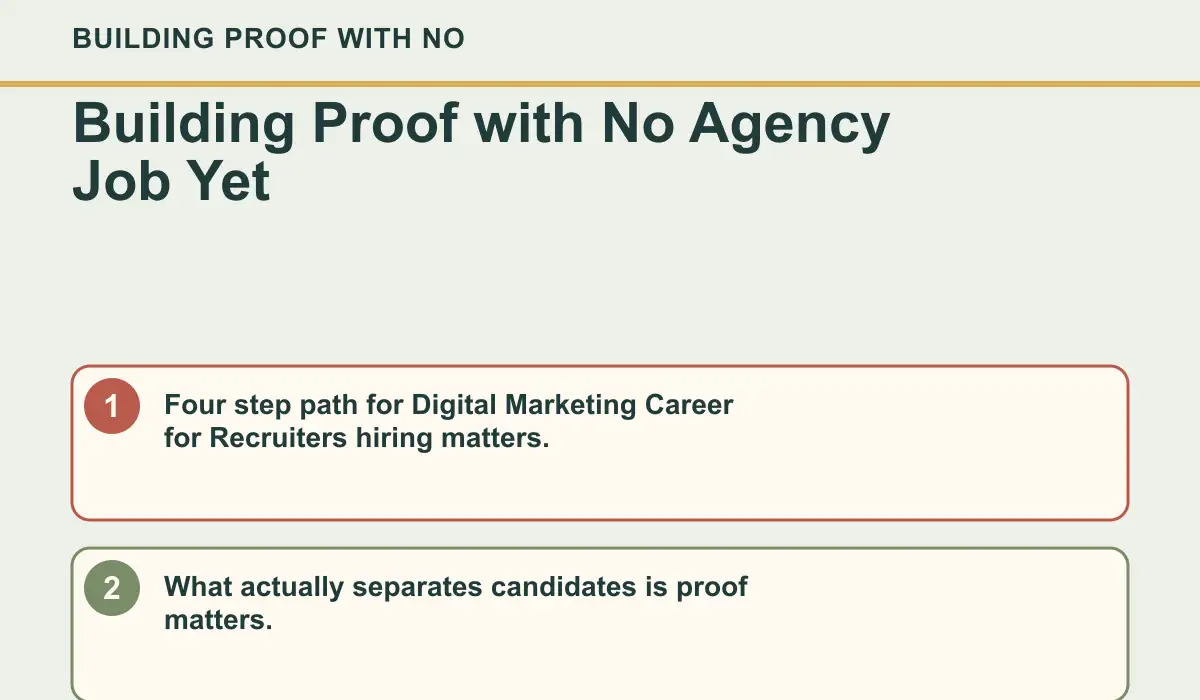 BUILDING PROOF WITH NO
Building Proof with No Agency
Job Yet
1
Four step path for Digital Marketing Career
for Recruiters hiring matters.
2
What actually separates candidates is proof
matters.